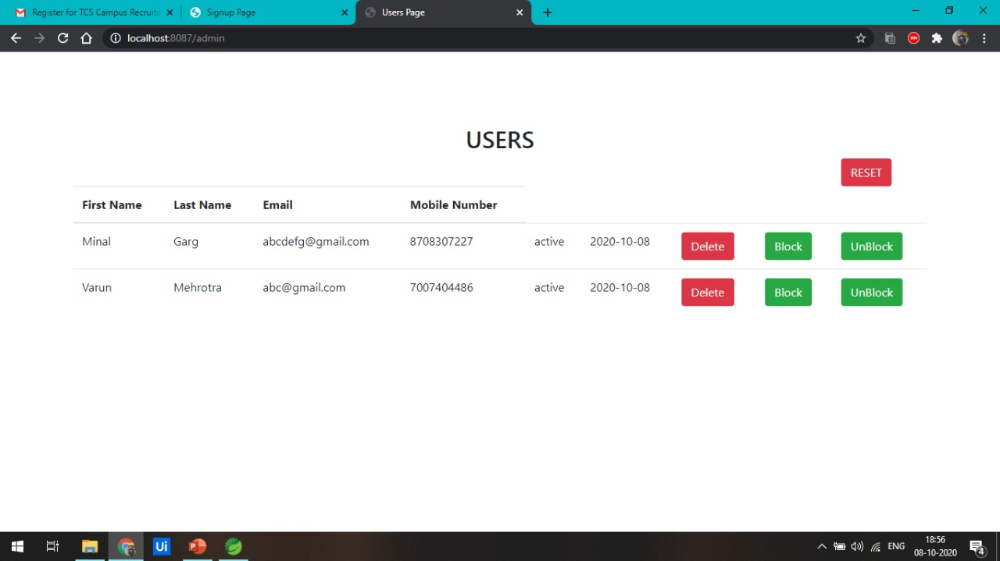 Register for TCS Campus Recruitm
Signup Page
Users Page
localhost:8087/admin
USERS
RESET
First Name Last Name Email Mobile Number
Minal Garg abcdefg@gmail.com 8708307227 active 2020-10-08 Delete Block UnBlock
Varun Mehrotra abc@gmail.com 7007404486 active 2020-10-08 Delete Block UnBlock
Ui
P
ENG
18:56
08-10-2020
4